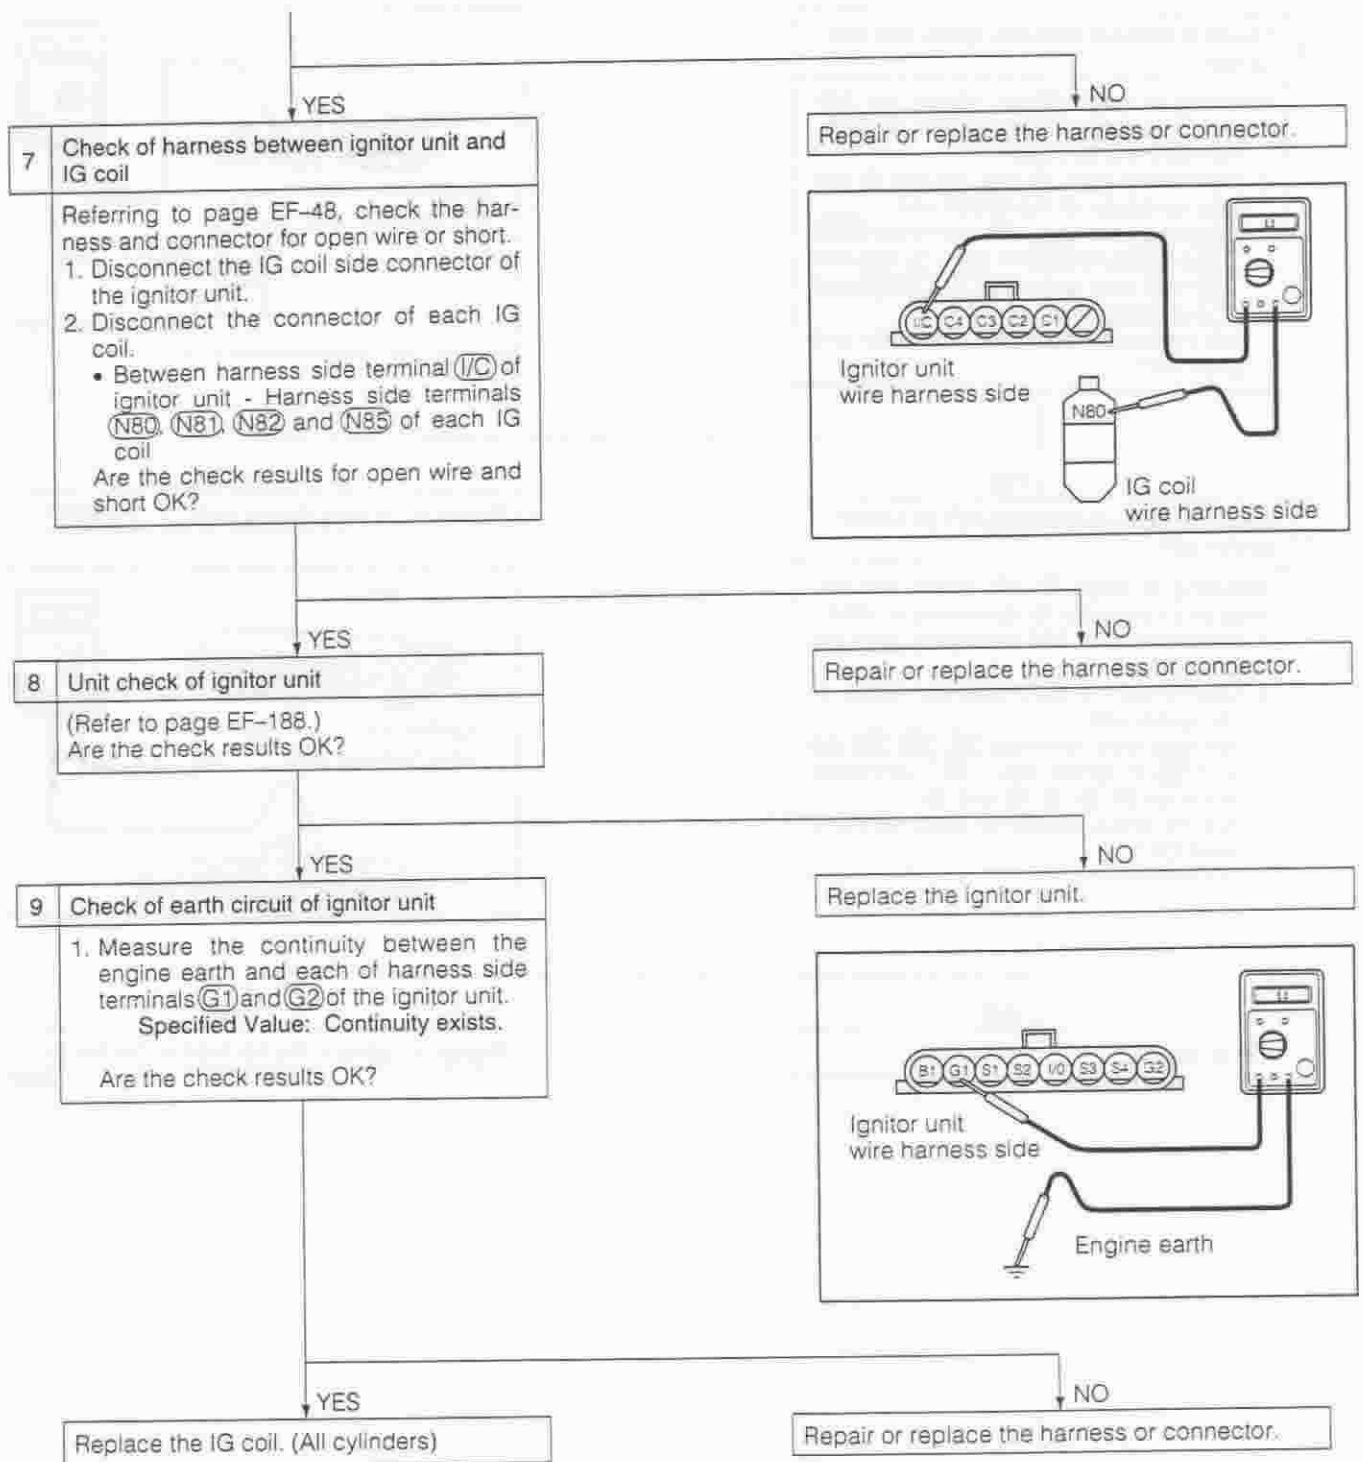 YES
NO
7
Check of harness between ignitor unit and
IG coil
Referring to page EF–48, check the har-
ness and connector for open wire or short.
1. Disconnect the IG coil side connector of
the ignitor unit.
2. Disconnect the connector of each IG
coil.
• Between harness side terminal (I/C) of
ignitor unit - Harness side terminals
(N80), (N81), (N82) and (N85) of each IG
coil
Are the check results for open wire and
short OK?
Repair or replace the harness or connector.
I/C C4 C3 C2 C1
Ignitor unit
wire harness side
N80
IG coil
wire harness side
YES
NO
8
Unit check of ignitor unit
(Refer to page EF–188.)
Are the check results OK?
Repair or replace the harness or connector.
YES
NO
9
Check of earth circuit of ignitor unit
1. Measure the continuity between the
engine earth and each of harness side
terminals (G1) and (G2) of the ignitor unit.
Specified Value: Continuity exists.
Are the check results OK?
Replace the ignitor unit.
B1 G1 S1 S2 I/0 S3 S4 G2
Ignitor unit
wire harness side
Engine earth
YES
NO
Replace the IG coil. (All cylinders)
Repair or replace the harness or connector.